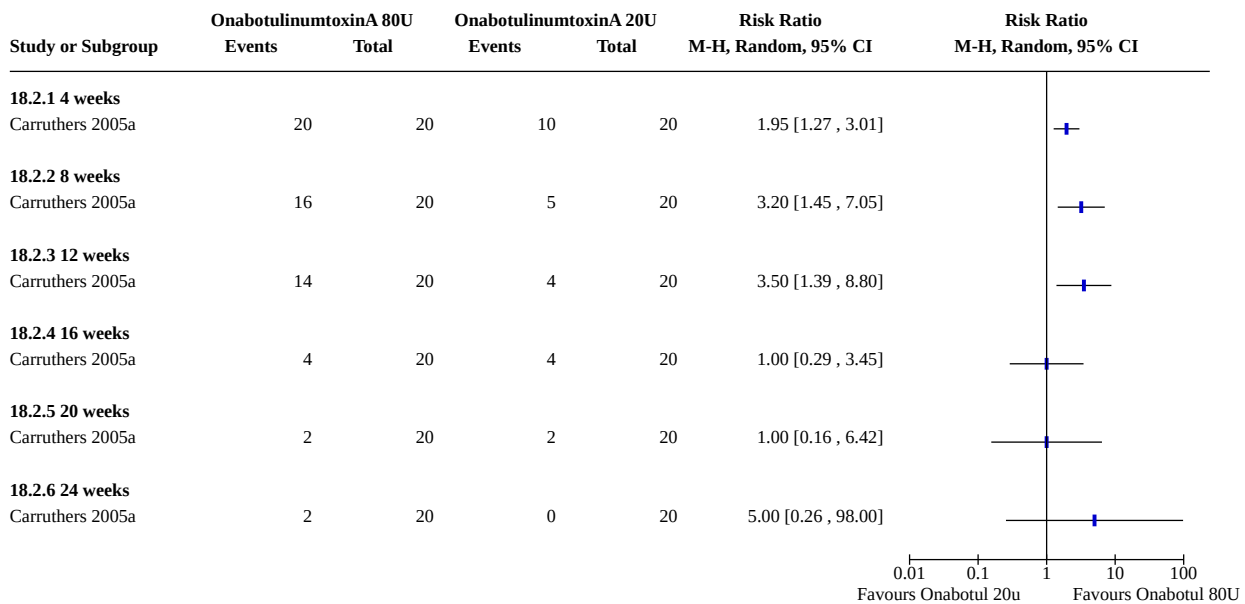 OnabotulinumtoxinA 80U OnabotulinumtoxinA 20U Risk Ratio Risk Ratio
Study or Subgroup Events Total Events Total M-H, Random, 95% CI M-H, Random, 95% CI
18.2.1 4 weeks
Carruthers 2005a 20 20 10 20 1.95 [1.27 , 3.01]
18.2.2 8 weeks
Carruthers 2005a 16 20 5 20 3.20 [1.45 , 7.05]
18.2.3 12 weeks
Carruthers 2005a 14 20 4 20 3.50 [1.39 , 8.80]
18.2.4 16 weeks
Carruthers 2005a 4 20 4 20 1.00 [0.29 , 3.45]
18.2.5 20 weeks
Carruthers 2005a 2 20 2 20 1.00 [0.16 , 6.42]
18.2.6 24 weeks
Carruthers 2005a 2 20 0 20 5.00 [0.26 , 98.00]
0.01 0.1 1 10 100
Favours Onabotul 20u Favours Onabotul 80U